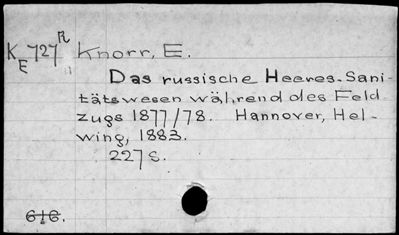 K E 727 R Knorr, E.
Das russische Heeres-Sani-
tätswesen während des Feld
zugs 1877/78. Hannover, Hel-
wing, 1883.
227 S.
616.